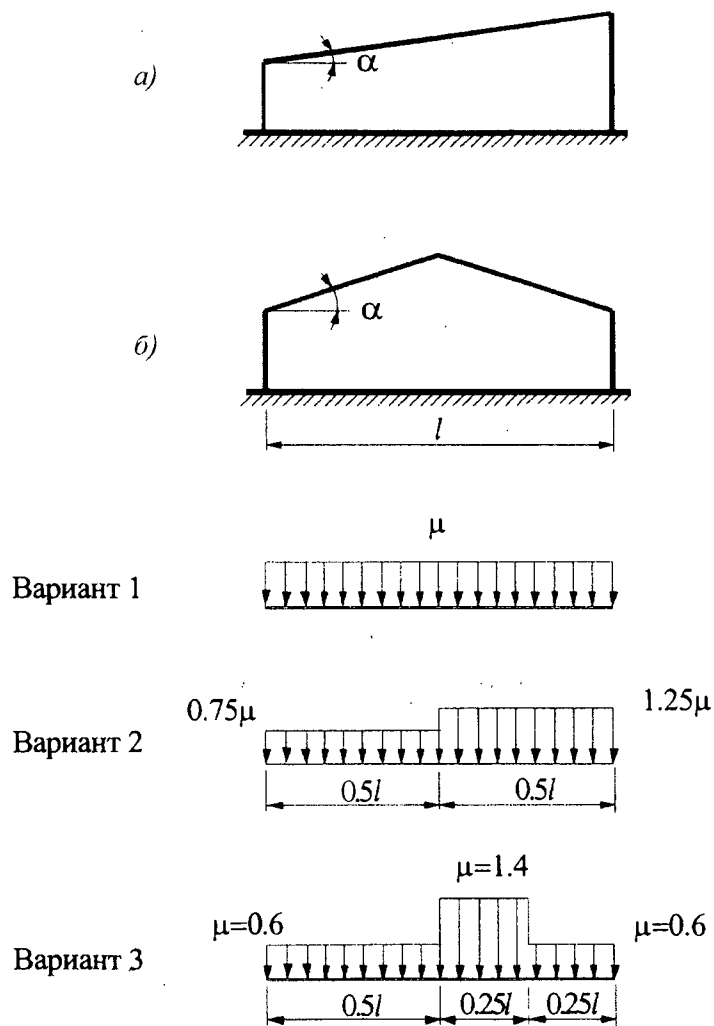 а)
α
б)
α
l
μ
Вариант 1
0.75μ
1.25μ
Вариант 2
0.5l
0.5l
μ=1.4
μ=0.6
μ=0.6
Вариант 3
0.5l
0.25l
0.25l